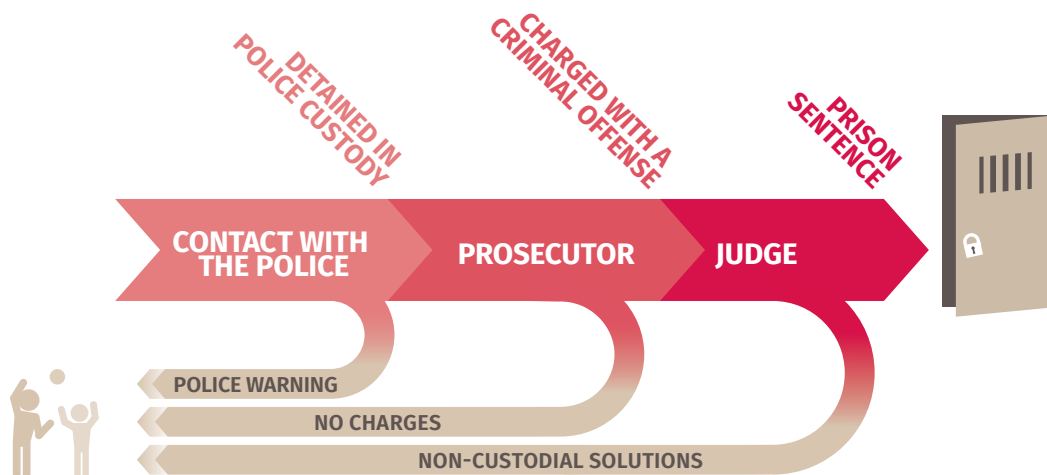 DETAINED IN
POLICE CUSTODY
CHARGED WITH A
CRIMINAL OFFENSE
PRISON
SENTENCE
CONTACT WITH
THE POLICE
PROSECUTOR
JUDGE
POLICE WARNING
NO CHARGES
NON-CUSTODIAL SOLUTIONS